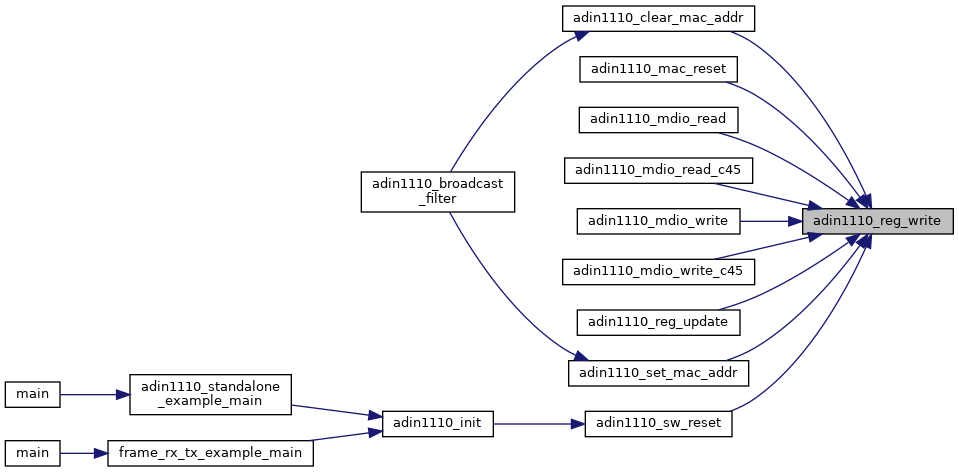 adin1110_clear_mac_addr
adin1110_mac_reset
adin1110_mdio_read
adin1110_mdio_read_c45
adin1110_broadcast
_filter
adin1110_mdio_write
adin1110_reg_write
adin1110_mdio_write_c45
adin1110_reg_update
adin1110_set_mac_addr
main
adin1110_standalone
_example_main
adin1110_init
adin1110_sw_reset
main
frame_rx_tx_example_main